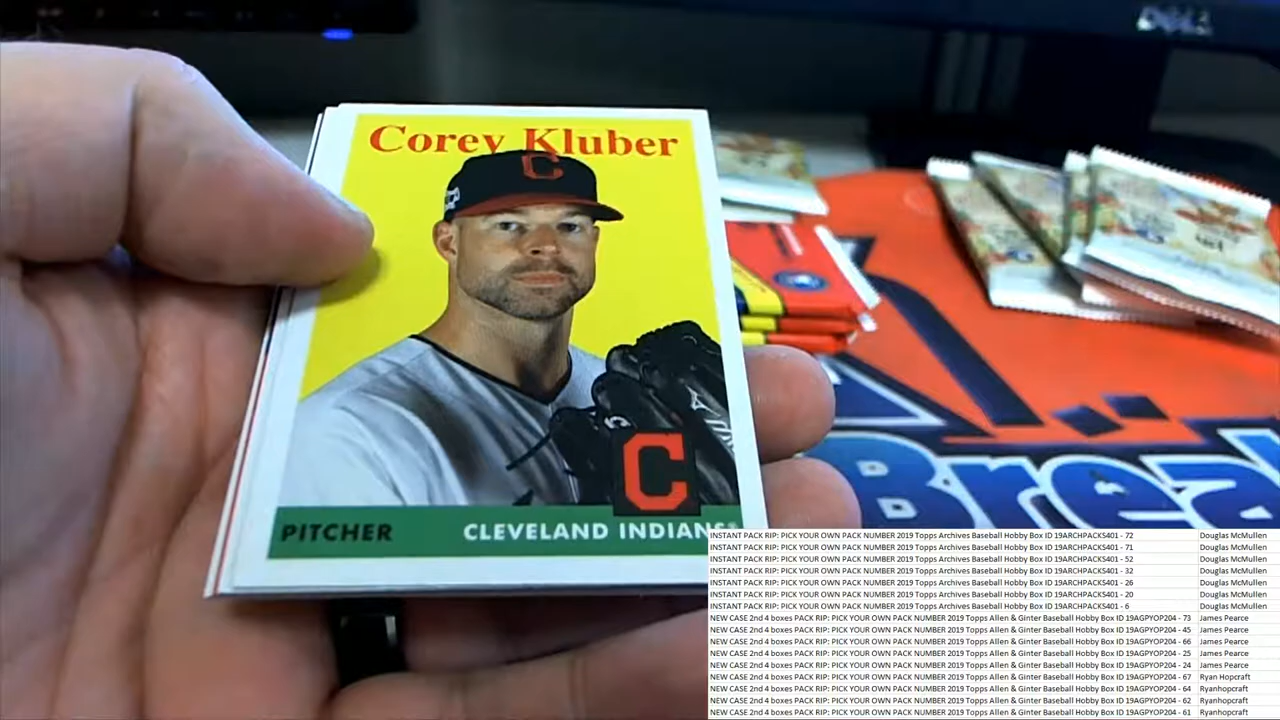 DELL
Corey Kluber
C
C
PITCHER CLEVELAND INDIANS
Brea
INSTANT PACK RIP: PICK YOUR OWN PACK NUMBER 2019 Topps Archives Baseball Hobby Box ID 19ARCHPACKS401 - 72 Douglas McMullen
INSTANT PACK RIP: PICK YOUR OWN PACK NUMBER 2019 Topps Archives Baseball Hobby Box ID 19ARCHPACKS401 - 71 Douglas McMullen
INSTANT PACK RIP: PICK YOUR OWN PACK NUMBER 2019 Topps Archives Baseball Hobby Box ID 19ARCHPACKS401 - 52 Douglas McMullen
INSTANT PACK RIP: PICK YOUR OWN PACK NUMBER 2019 Topps Archives Baseball Hobby Box ID 19ARCHPACKS401 - 32 Douglas McMullen
INSTANT PACK RIP: PICK YOUR OWN PACK NUMBER 2019 Topps Archives Baseball Hobby Box ID 19ARCHPACKS401 - 26 Douglas McMullen
INSTANT PACK RIP: PICK YOUR OWN PACK NUMBER 2019 Topps Archives Baseball Hobby Box ID 19ARCHPACKS401 - 20 Douglas McMullen
INSTANT PACK RIP: PICK YOUR OWN PACK NUMBER 2019 Topps Archives Baseball Hobby Box ID 19ARCHPACKS401 - 6 Douglas McMullen
NEW CASE 2nd 4 boxes PACK RIP: PICK YOUR OWN PACK NUMBER 2019 Topps Allen & Ginter Baseball Hobby Box ID 19AGPYOP204 - 73 James Pearce
NEW CASE 2nd 4 boxes PACK RIP: PICK YOUR OWN PACK NUMBER 2019 Topps Allen & Ginter Baseball Hobby Box ID 19AGPYOP204 - 45 James Pearce
NEW CASE 2nd 4 boxes PACK RIP: PICK YOUR OWN PACK NUMBER 2019 Topps Allen & Ginter Baseball Hobby Box ID 19AGPYOP204 - 66 James Pearce
NEW CASE 2nd 4 boxes PACK RIP: PICK YOUR OWN PACK NUMBER 2019 Topps Allen & Ginter Baseball Hobby Box ID 19AGPYOP204 - 25 James Pearce
NEW CASE 2nd 4 boxes PACK RIP: PICK YOUR OWN PACK NUMBER 2019 Topps Allen & Ginter Baseball Hobby Box ID 19AGPYOP204 - 24 James Pearce
NEW CASE 2nd 4 boxes PACK RIP: PICK YOUR OWN PACK NUMBER 2019 Topps Allen & Ginter Baseball Hobby Box ID 19AGPYOP204 - 67 Ryan Hopcraft
NEW CASE 2nd 4 boxes PACK RIP: PICK YOUR OWN PACK NUMBER 2019 Topps Allen & Ginter Baseball Hobby Box ID 19AGPYOP204 - 64 Ryanhopcraft
NEW CASE 2nd 4 boxes PACK RIP: PICK YOUR OWN PACK NUMBER 2019 Topps Allen & Ginter Baseball Hobby Box ID 19AGPYOP204 - 62 Ryanhopcraft
NEW CASE 2nd 4 boxes PACK RIP: PICK YOUR OWN PACK NUMBER 2019 Topps Allen & Ginter Baseball Hobby Box ID 19AGPYOP204 - 61 Ryanhopcraft